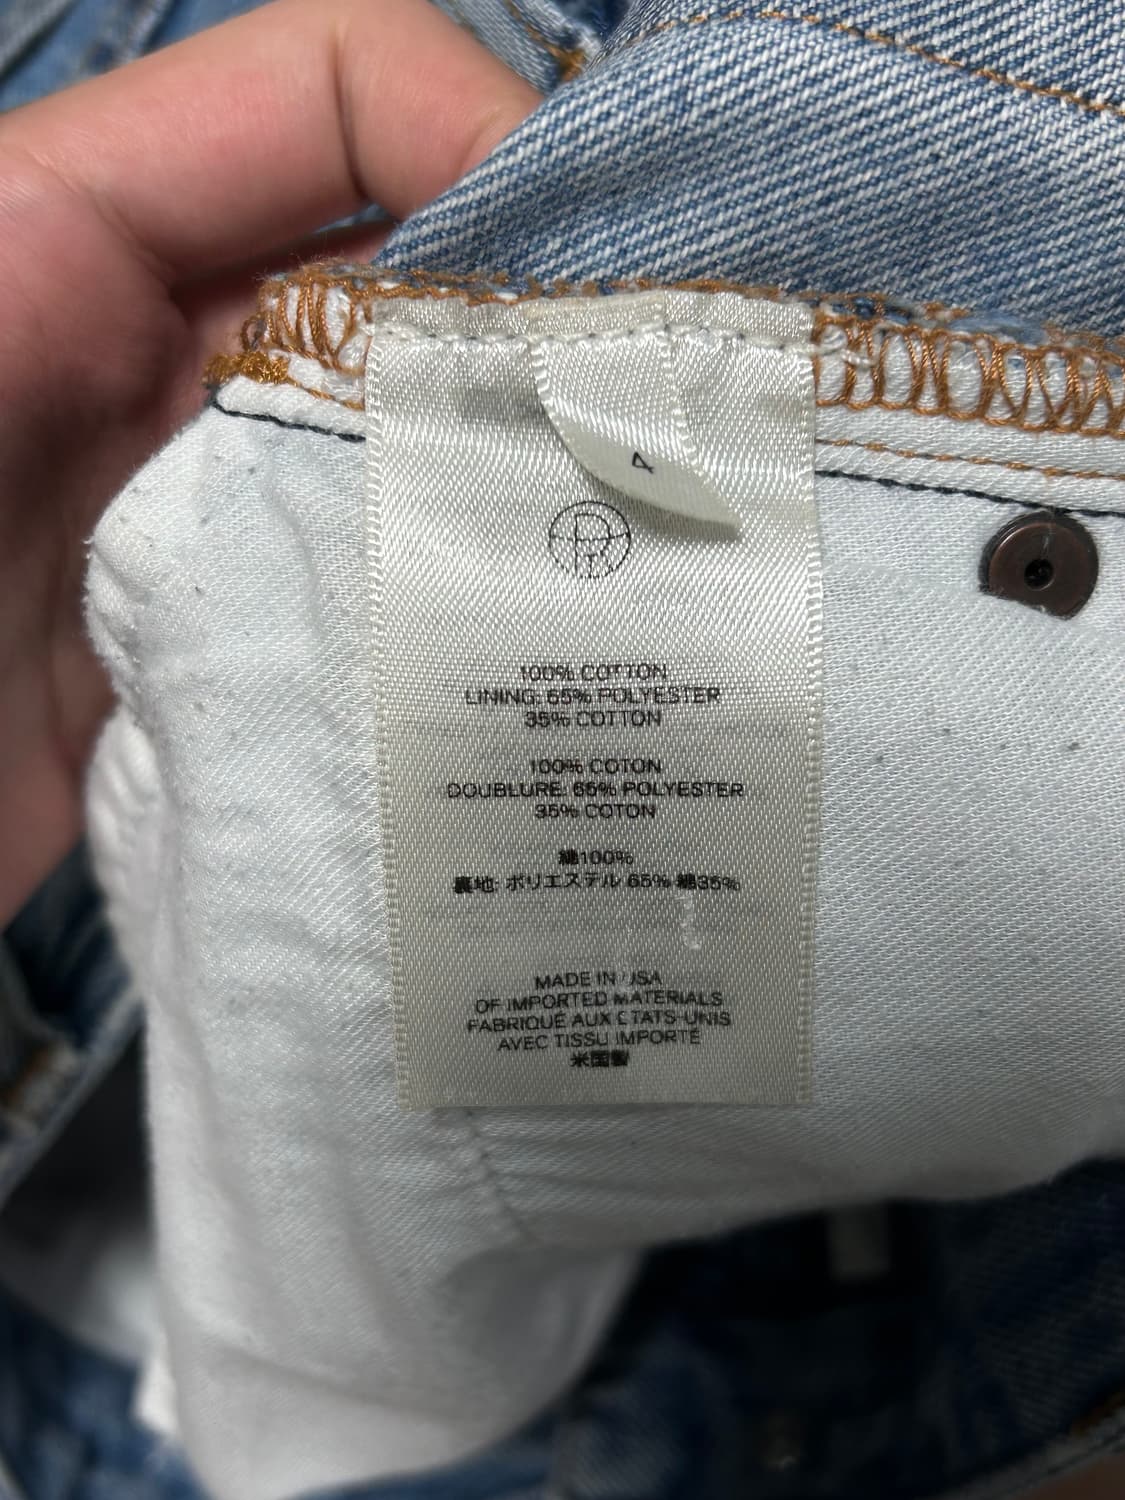 4
100% COTTON
LINING: 65% POLYESTER
35% COTTON
100% COTON
DOUBLURE: 65% POLYESTER
35% COTON
綿100%
裏地: ポリエステル 65% 綿35%
MADE IN USA
OF IMPORTED MATERIALS
FABRIQUÉ AUX ETATS-UNIS
AVEC TISSU IMPORTÉ
米国製